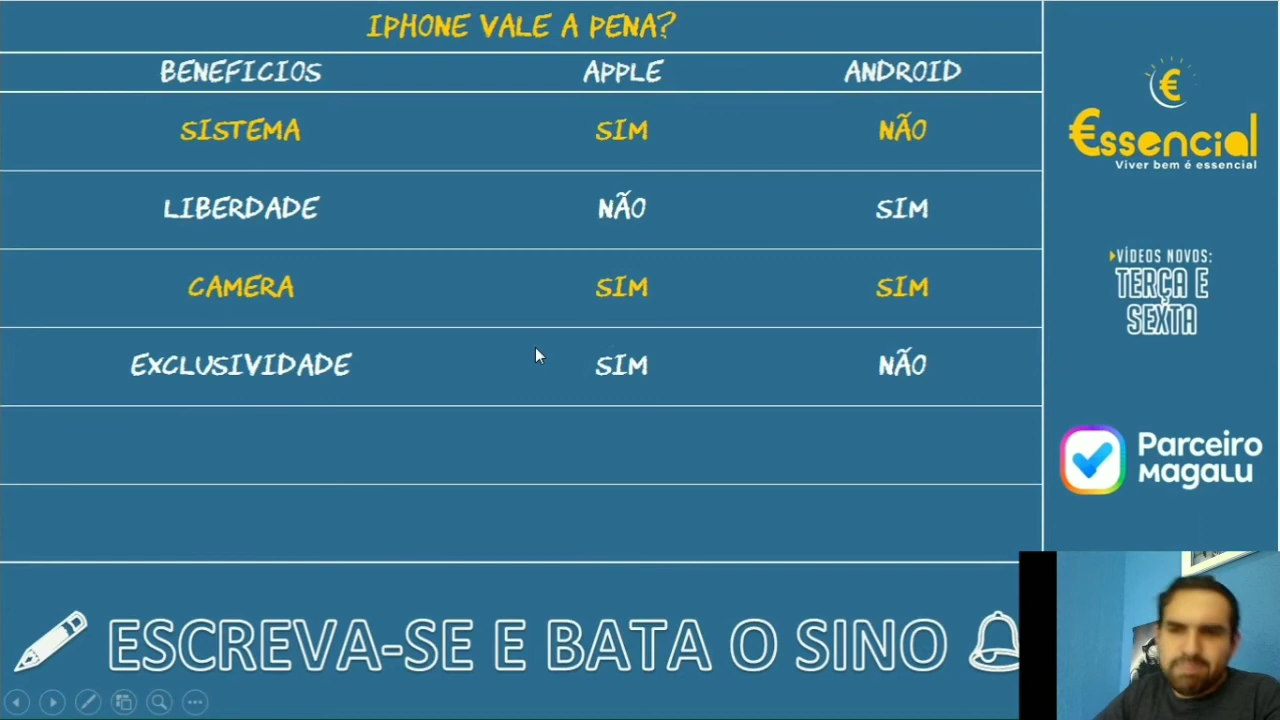 IPHONE VALE A PENA?
BENEFICIOS APPLE ANDROID
SISTEMA SIM NÃO
LIBERDADE NÃO SIM
CAMERA SIM SIM
EXCLUSIVIDADE SIM NÃO
ESCREVA-SE E BATA O SINO
€
€ssencial
Viver bem é essencial
VÍDEOS NOVOS:
TERÇA E
SEXTA
Parceiro
MagaLu